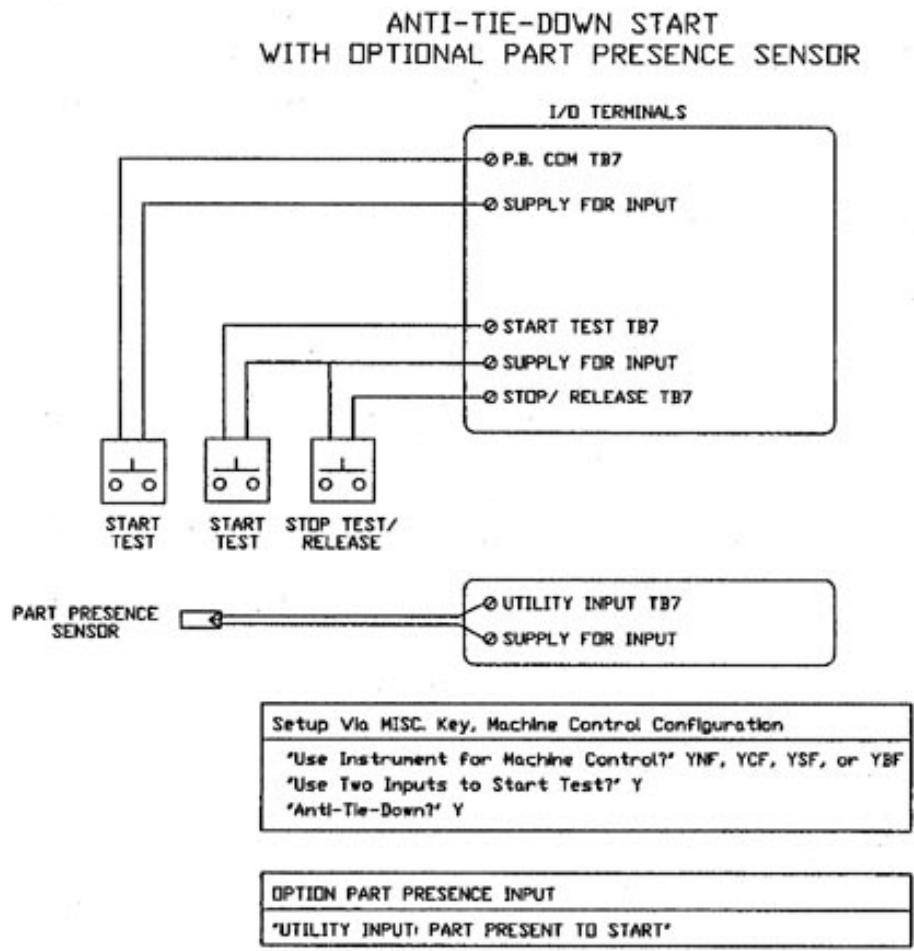 ANTI-TIE-DOWN START
WITH OPTIONAL PART PRESENCE SENSOR
I/O TERMINALS
P.B. COM TB7
SUPPLY FOR INPUT
START TEST TB7
SUPPLY FOR INPUT
STOP/ RELEASE TB7
START
TEST
START
TEST
STOP TEST/
RELEASE
PART PRESENCE
SENSOR
UTILITY INPUT TB7
SUPPLY FOR INPUT
Setup Via MISC. Key, Machine Control Configuration
"Use Instrument for Machine Control?" YNF, YCF, YSF, or YBF
"Use Two Inputs to Start Test?" Y
"Anti-Tie-Down?" Y
OPTION PART PRESENCE INPUT
"UTILITY INPUT: PART PRESENT TO START"